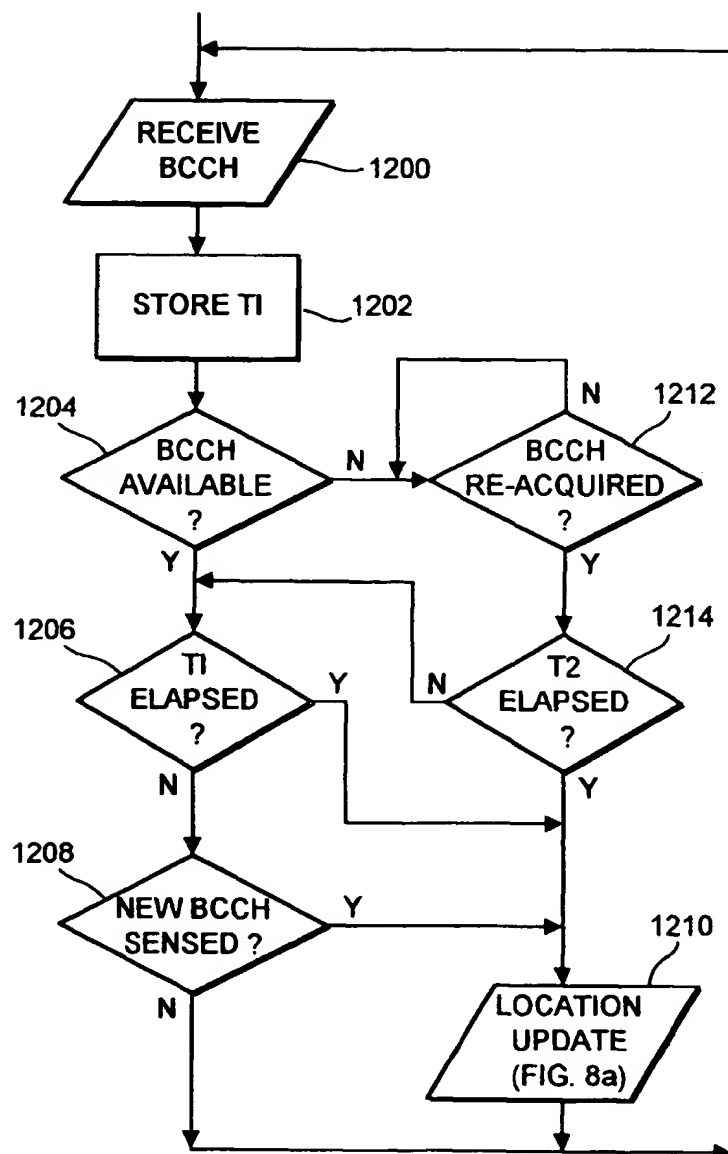 RECEIVE
BCCH
1200
STORE TI
1202
1204
BCCH
AVAILABLE
?
N
Y
1212
N
BCCH
RE-ACQUIRED
?
Y
1206
TI
ELAPSED
?
Y
N
1214
T2
ELAPSED
?
N
Y
1208
NEW BCCH
SENSED ?
Y
N
1210
LOCATION
UPDATE
(FIG. 8a)